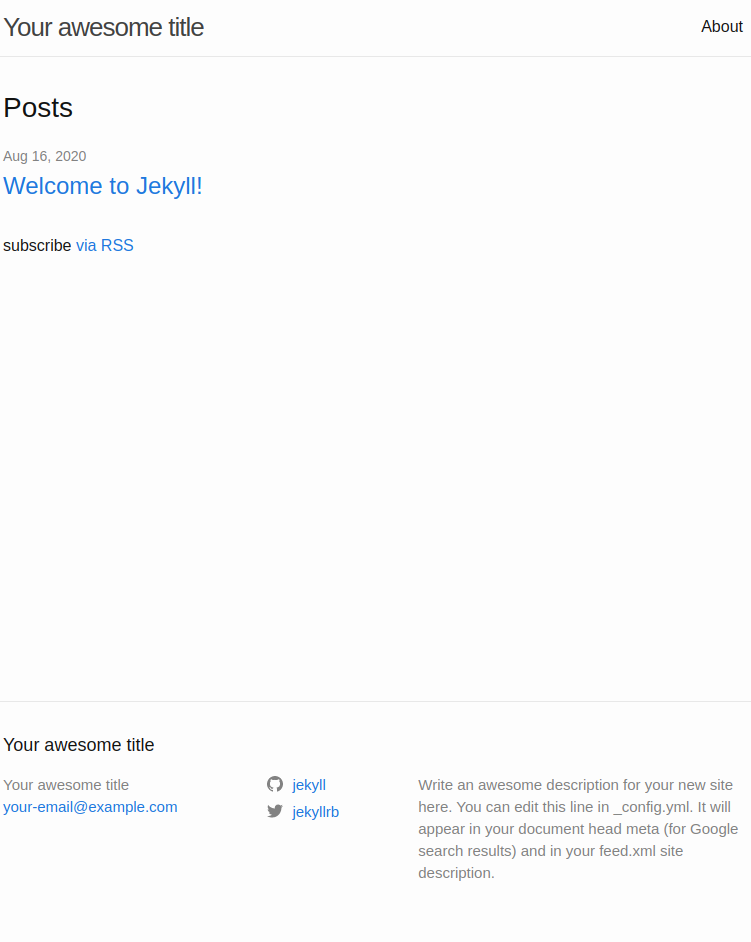 Your awesome title
About
Posts
Aug 16, 2020
Welcome to Jekyll!
subscribe via RSS
Your awesome title
Your awesome title
your-email@example.com
jekyll
jekyllrb
Write an awesome description for your new site
here. You can edit this line in _config.yml. It will
appear in your document head meta (for Google
search results) and in your feed.xml site
description.